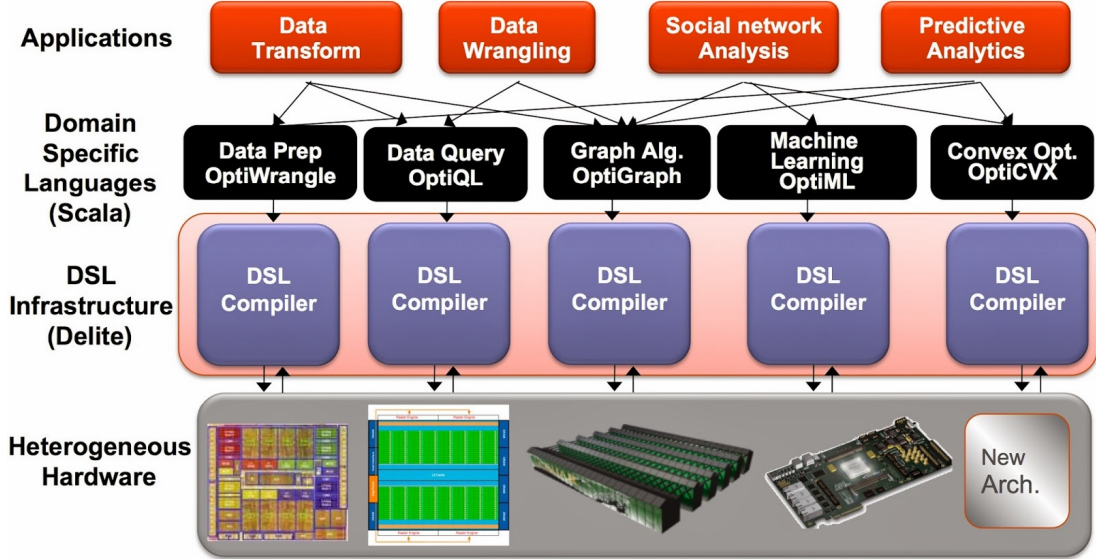 Applications
Data
Transform
Data
Wrangling
Social network
Analysis
Predictive
Analytics
Domain
Specific
Languages
(Scala)
Data Prep
OptiWrangle
Data Query
OptiQL
Graph Alg.
OptiGraph
Machine
Learning
OptiML
Convex Opt.
OptiCVX
DSL
Infrastructure
(Delite)
DSL
Compiler
DSL
Compiler
DSL
Compiler
DSL
Compiler
DSL
Compiler
Heterogeneous
Hardware
New
Arch.